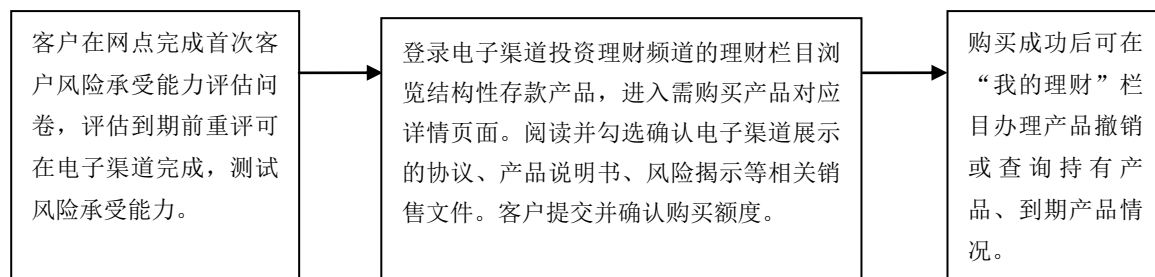 客户在网点完成首次客
户风险承受能力评估问
卷，评估到期前重评可
在电子渠道完成，测试
风险承受能力。
登录电子渠道投资理财频道的理财栏目浏
览结构性存款产品，进入需购买产品对应
详情页面。阅读并勾选确认电子渠道展示
的协议、产品说明书、风险揭示等相关销
售文件。客户提交并确认购买额度。
购买成功后可在
“我的理财”栏
目办理产品撤销
或查询持有产
品、到期产品情
况。